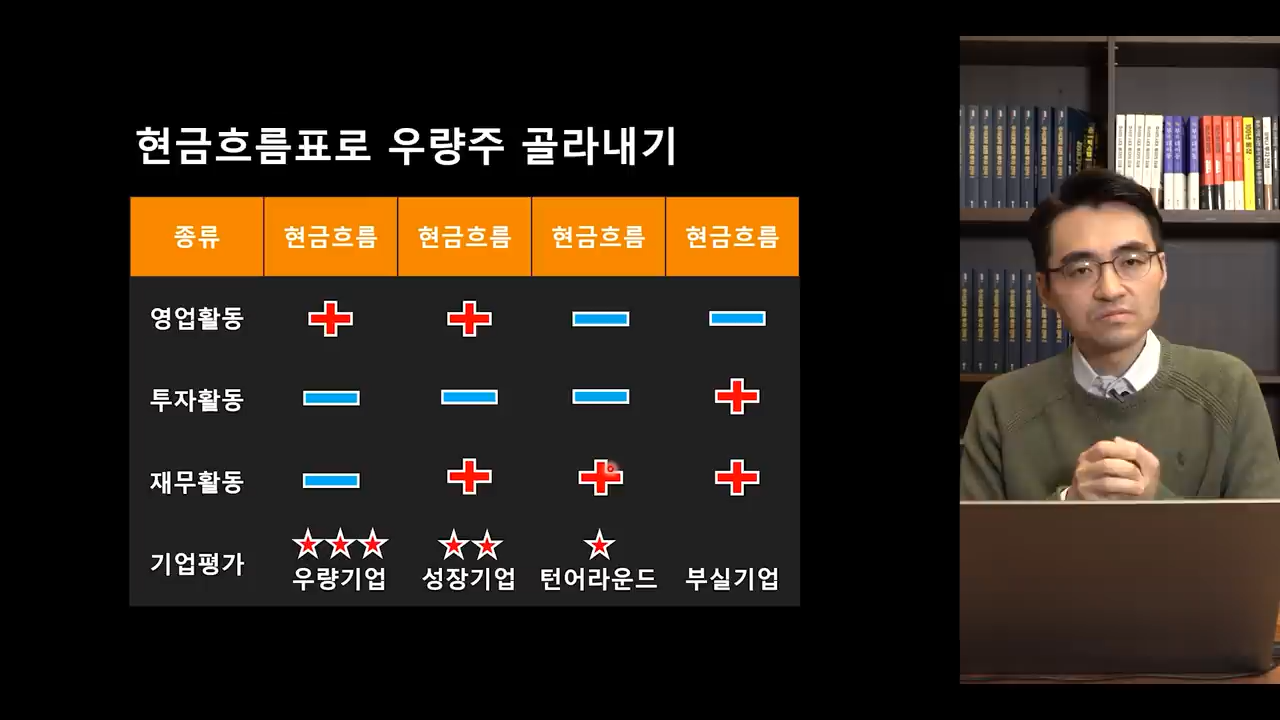 현금흐름표로 우량주 골라내기
종류 현금흐름 현금흐름 현금흐름 현금흐름
영업활동
투자활동
재무활동
기업평가 우량기업 성장기업 턴어라운드 부실기업